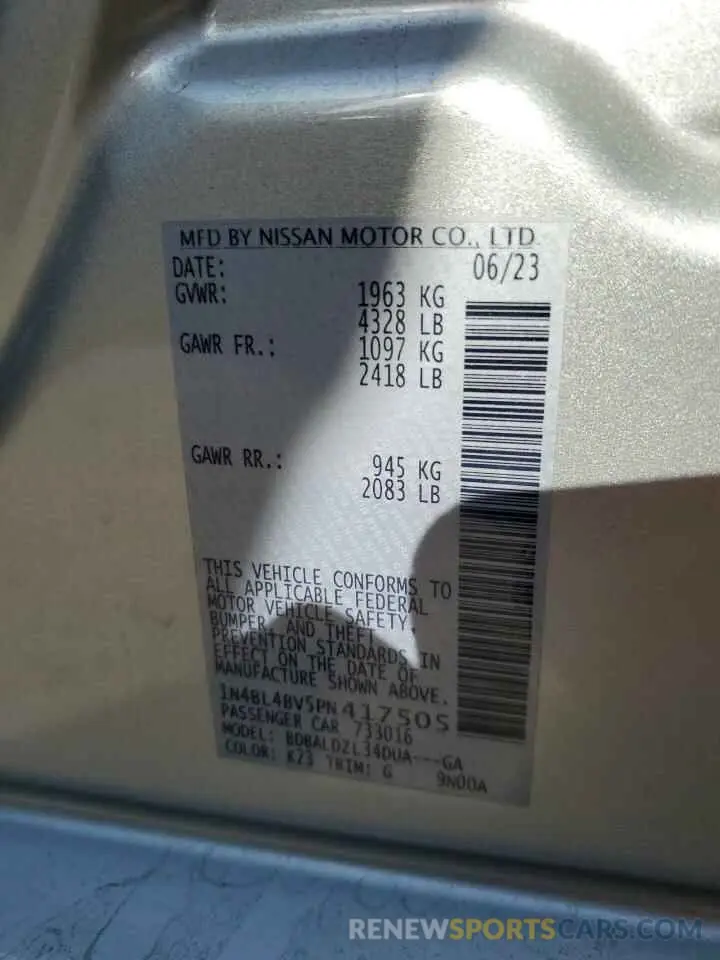 MFD BY NISSAN MOTOR CO., LTD.
DATE: 06/23
GVWR: 1963 KG
4328 LB
GAWR FR.: 1097 KG
2418 LB
GAWR RR.: 945 KG
2083 LB
THIS VEHICLE CONFORMS TO
ALL APPLICABLE FEDERAL
MOTOR VEHICLE SAFETY,
BUMPER, AND THEFT
PREVENTION STANDARDS IN
EFFECT ON THE DATE OF
MANUFACTURE SHOWN ABOVE.
1N4BL4BV5PN417505
PASSENGER CAR 733016
MODEL: BDBALDZL34DUA---GA
COLOR: K23 TRIM: G 9N00A
RENEWSPORTSCARS.COM